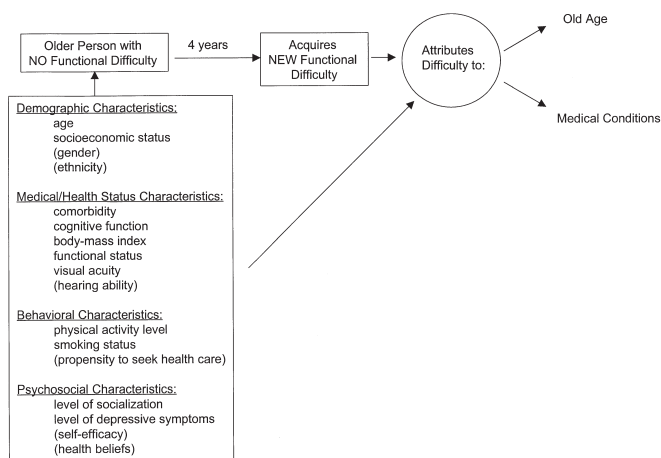 Older Person with
NO Functional Difficulty
4 years
Acquires
NEW Functional
Difficulty
Attributes
Difficulty to:
Old Age
Medical Conditions
Demographic Characteristics:
age
socioeconomic status
(gender)
(ethnicity)
Medical/Health Status Characteristics:
comorbidity
cognitive function
body-mass index
functional status
visual acuity
(hearing ability)
Behavioral Characteristics:
physical activity level
smoking status
(propensity to seek health care)
Psychosocial Characteristics:
level of socialization
level of depressive symptoms
(self-efficacy)
(health beliefs)